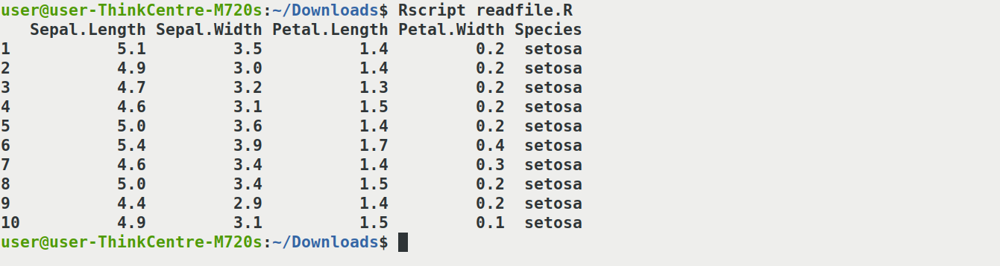 user@user-ThinkCentre-M720s:~/Downloads$ Rscript readfile.R
   Sepal.Length Sepal.Width Petal.Length Petal.Width Species
1           5.1         3.5          1.4         0.2  setosa
2           4.9         3.0          1.4         0.2  setosa
3           4.7         3.2          1.3         0.2  setosa
4           4.6         3.1          1.5         0.2  setosa
5           5.0         3.6          1.4         0.2  setosa
6           5.4         3.9          1.7         0.4  setosa
7           4.6         3.4          1.4         0.3  setosa
8           5.0         3.4          1.5         0.2  setosa
9           4.4         2.9          1.4         0.2  setosa
10          4.9         3.1          1.5         0.1  setosa
user@user-ThinkCentre-M720s:~/Downloads$